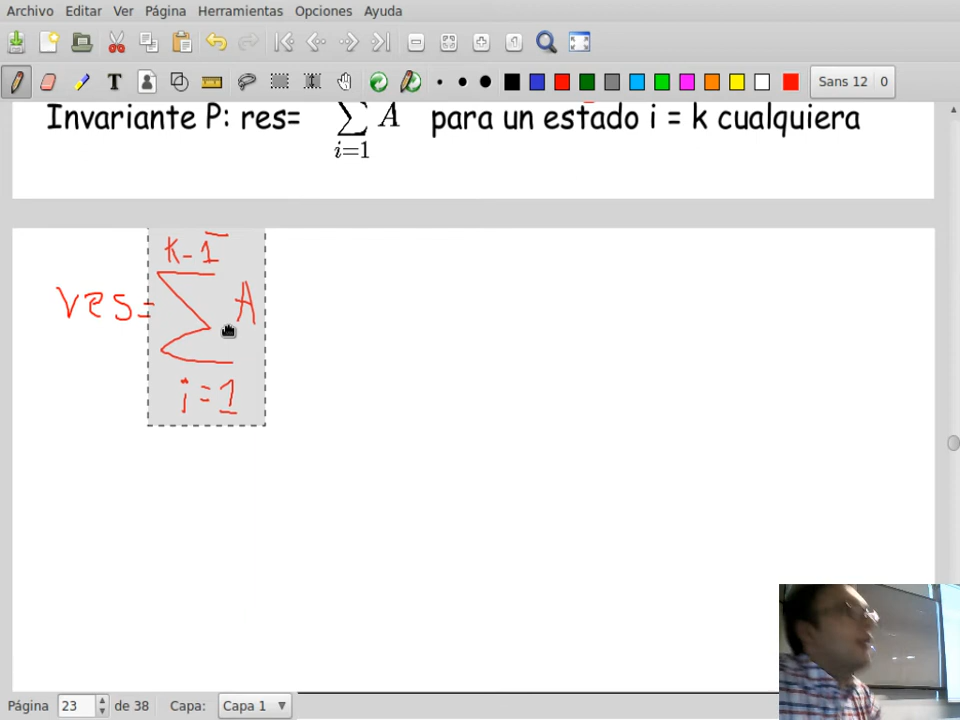 Archivo Editar Ver Página Herramientas Opciones Ayuda
T Sans 12 0
Invariante P: res= ∑ A para un estado i = k cualquiera
i=1
k-1
res= ∑ A
i=1
Página 23 de 38 Capa: Capa 1